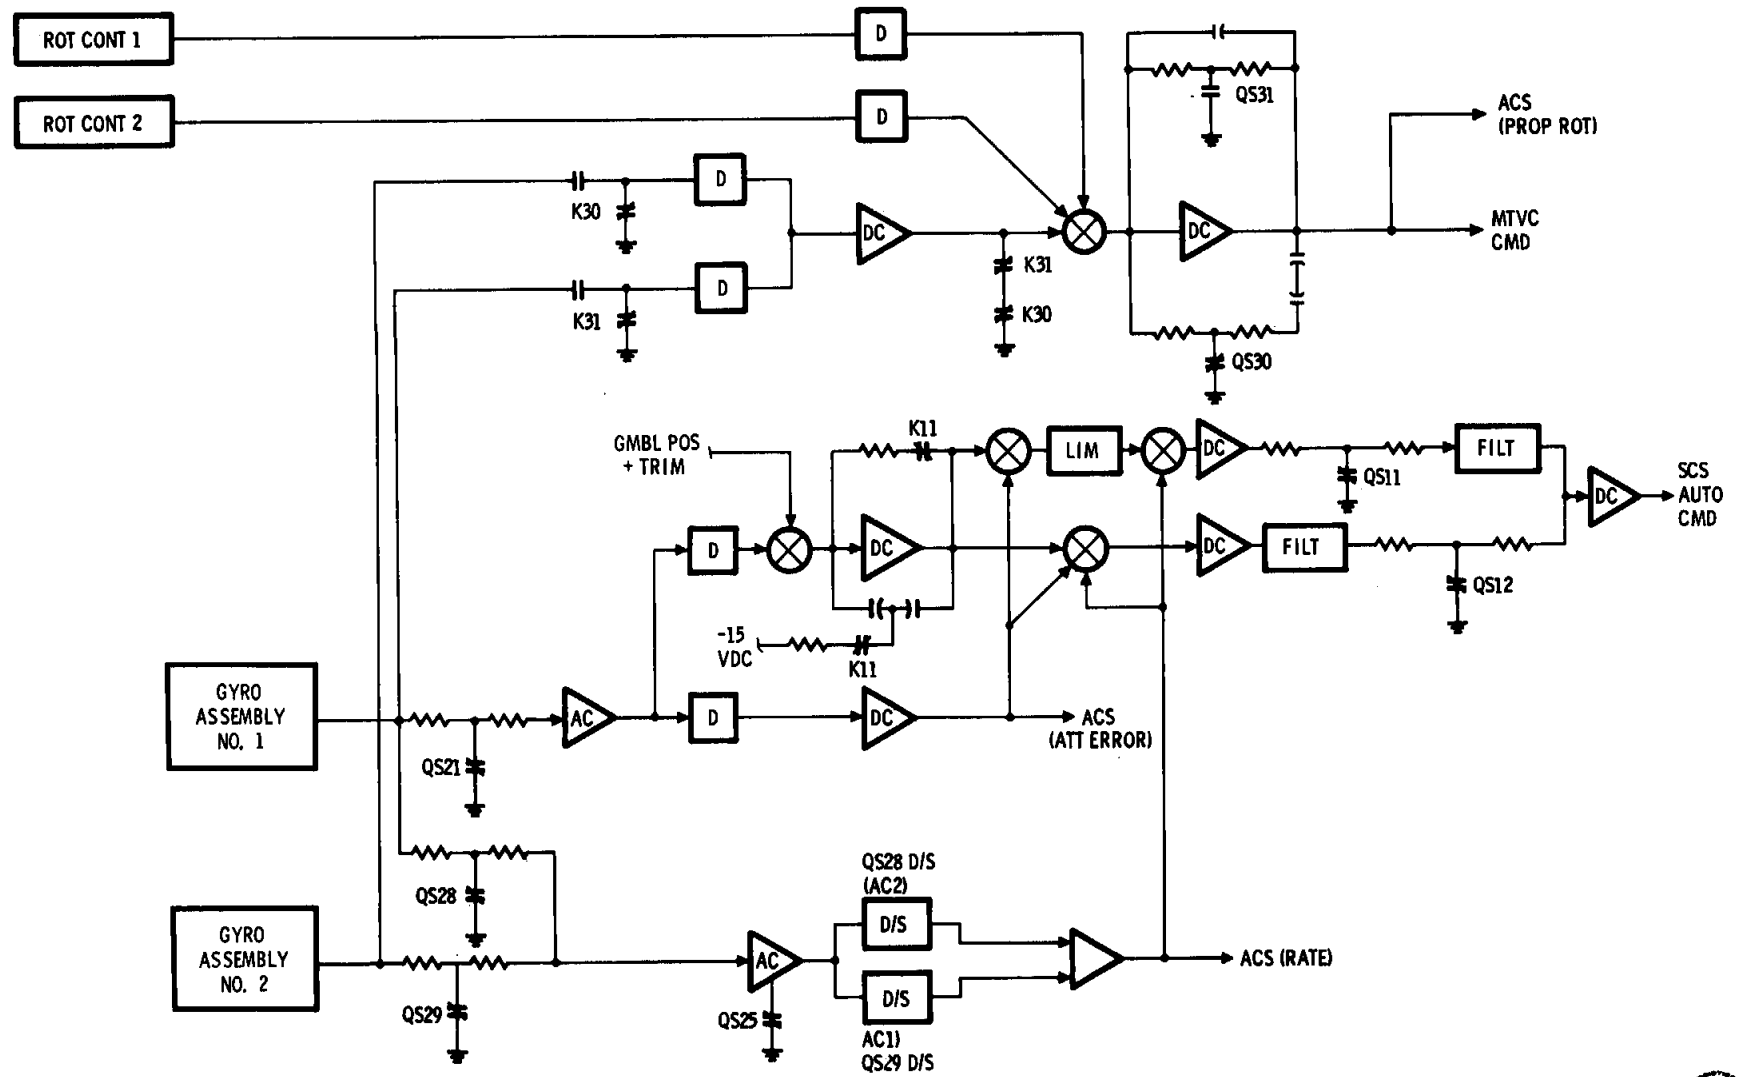 ROT CONT 1
D
ROT CONT 2
D
QS31
ACS
(PROP ROT)
K30
D
DC
K31
K30
DC
MTVC
CMD
K31
D
QS30
GMBL POS
+ TRIM
K11
LIM
DC
QS11
FILT
DC
SCS
AUTO
CMD
D
DC
DC
FILT
QS12
-15
VDC
K11
GYRO
ASSEMBLY
NO. 1
QS21
AC
D
DC
ACS
(ATT ERROR)
QS28
QS28 D/S
(AC2)
D/S
GYRO
ASSEMBLY
NO. 2
QS29
AC
QS25
D/S
AC1)
QS29 D/S
ACS (RATE)